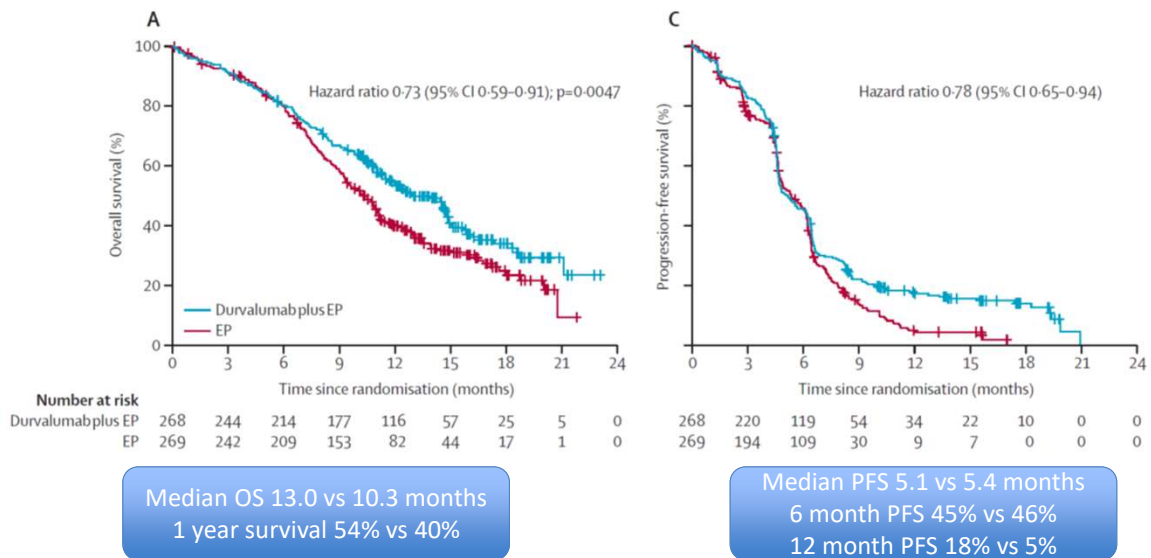 A
Overall survival (%)
100
80
60
40
20
0
Hazard ratio 0·73 (95% CI 0·59–0·91); p=0·0047
Durvalumab plus EP
EP
0 3 6 9 12 15 18 21 24
Time since randomisation (months)
C
Progression-free survival (%)
Hazard ratio 0·78 (95% CI 0·65–0·94)
0 3 6 9 12 15 18 21 24
Time since randomisation (months)
Number at risk
Durvalumab plus EP 268 244 214 177 116 57 25 5 0
EP 269 242 209 153 82 44 17 1 0
268 220 119 54 34 22 10 0 0
269 194 109 30 9 7 0 0 0
Median OS 13.0 vs 10.3 months
1 year survival 54% vs 40%
Median PFS 5.1 vs 5.4 months
6 month PFS 45% vs 46%
12 month PFS 18% vs 5%